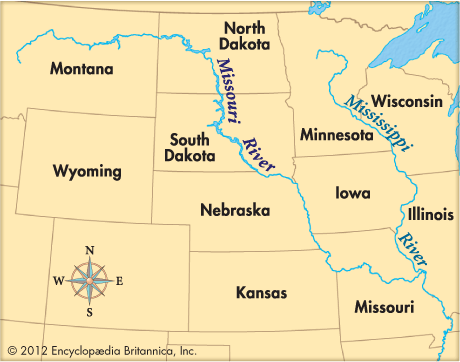 North
Dakota
Montana
Missouri
River
Wisconsin
Mississippi
River
Minnesota
South
Dakota
Wyoming
Iowa
Nebraska
Illinois
N
W E
S
Kansas
Missouri
© 2012 Encyclopædia Britannica, Inc.